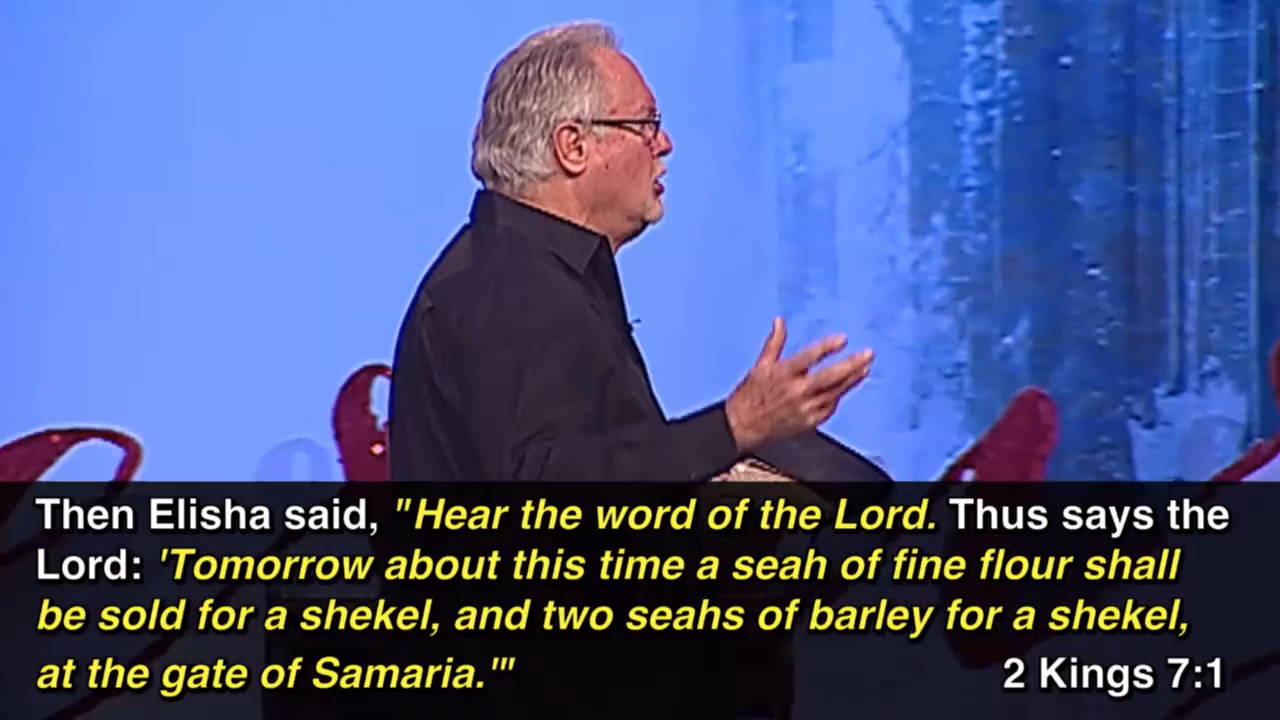 Then Elisha said, "Hear the word of the Lord. Thus says the
Lord: 'Tomorrow about this time a seah of fine flour shall
be sold for a shekel, and two seahs of barley for a shekel,
at the gate of Samaria.'" 2 Kings 7:1